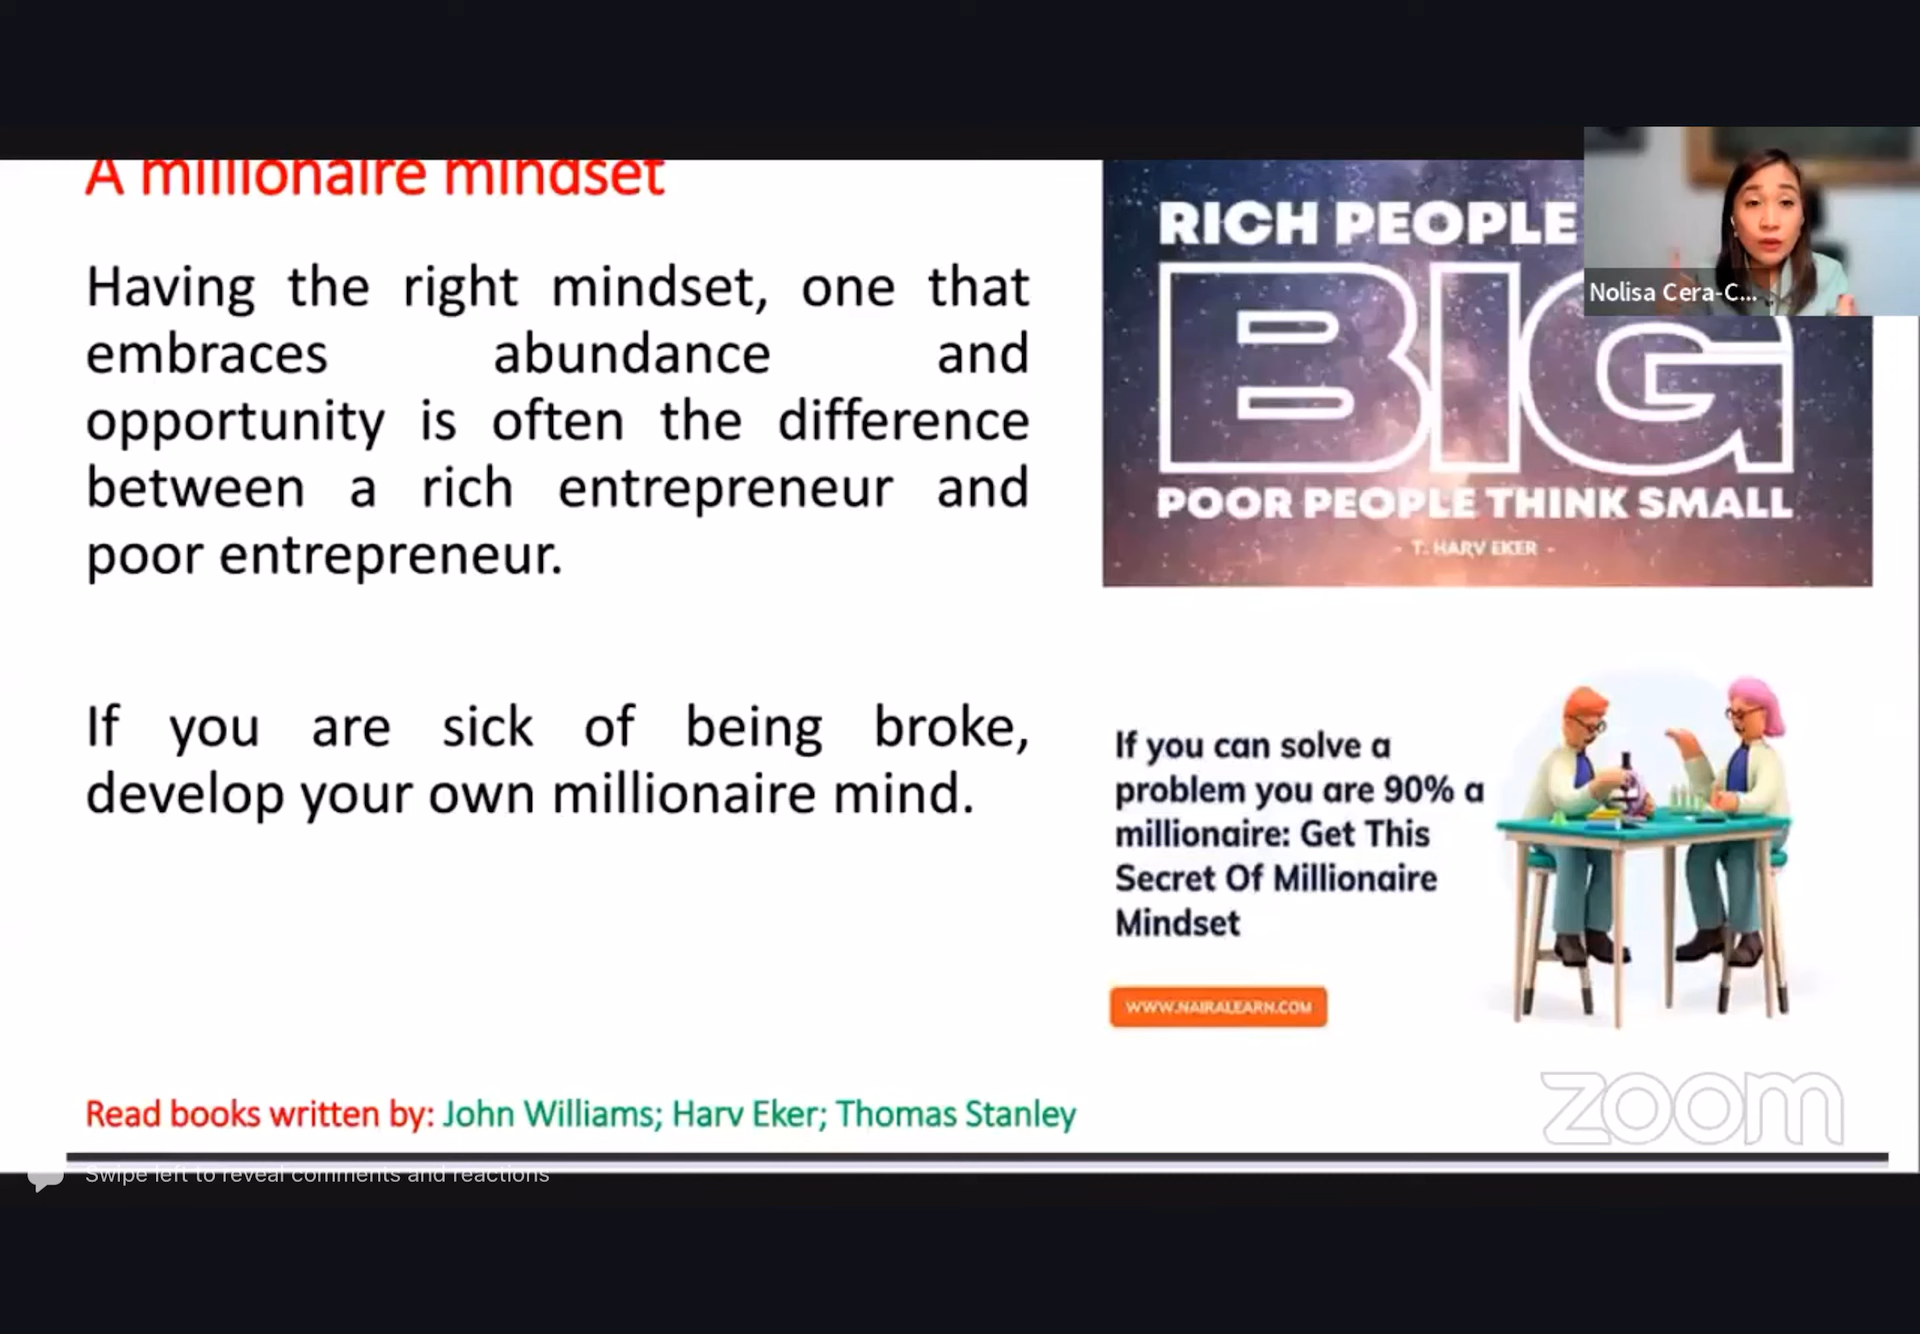 A millionaire mindset
Having the right mindset, one that
embraces abundance and
opportunity is often the difference
between a rich entrepreneur and
poor entrepreneur.
If you are sick of being broke,
develop your own millionaire mind.
Read books written by: John Williams; Harv Eker; Thomas Stanley
RICH PEOPLE
BIG
POOR PEOPLE THINK SMALL
- T. HARV EKER -
Nolisa Cera-C...
If you can solve a
problem you are 90% a
millionaire: Get This
Secret Of Millionaire
Mindset
WWW.NAIRALEARN.COM
zoom
Swipe left to reveal comments and reactions